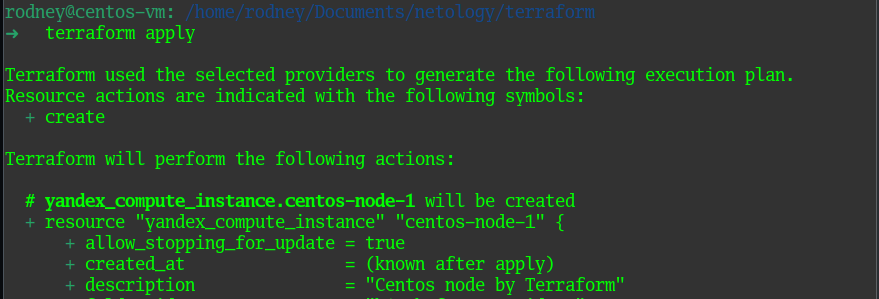 rodney@centos-vm: /home/rodney/Documents/netology/terraform
→ terraform apply
Terraform used the selected providers to generate the following execution plan.
Resource actions are indicated with the following symbols:
+ create
Terraform will perform the following actions:
# yandex_compute_instance.centos-node-1 will be created
+ resource "yandex_compute_instance" "centos-node-1" {
+ allow_stopping_for_update = true
+ created_at = (known after apply)
+ description = "Centos node by Terraform"